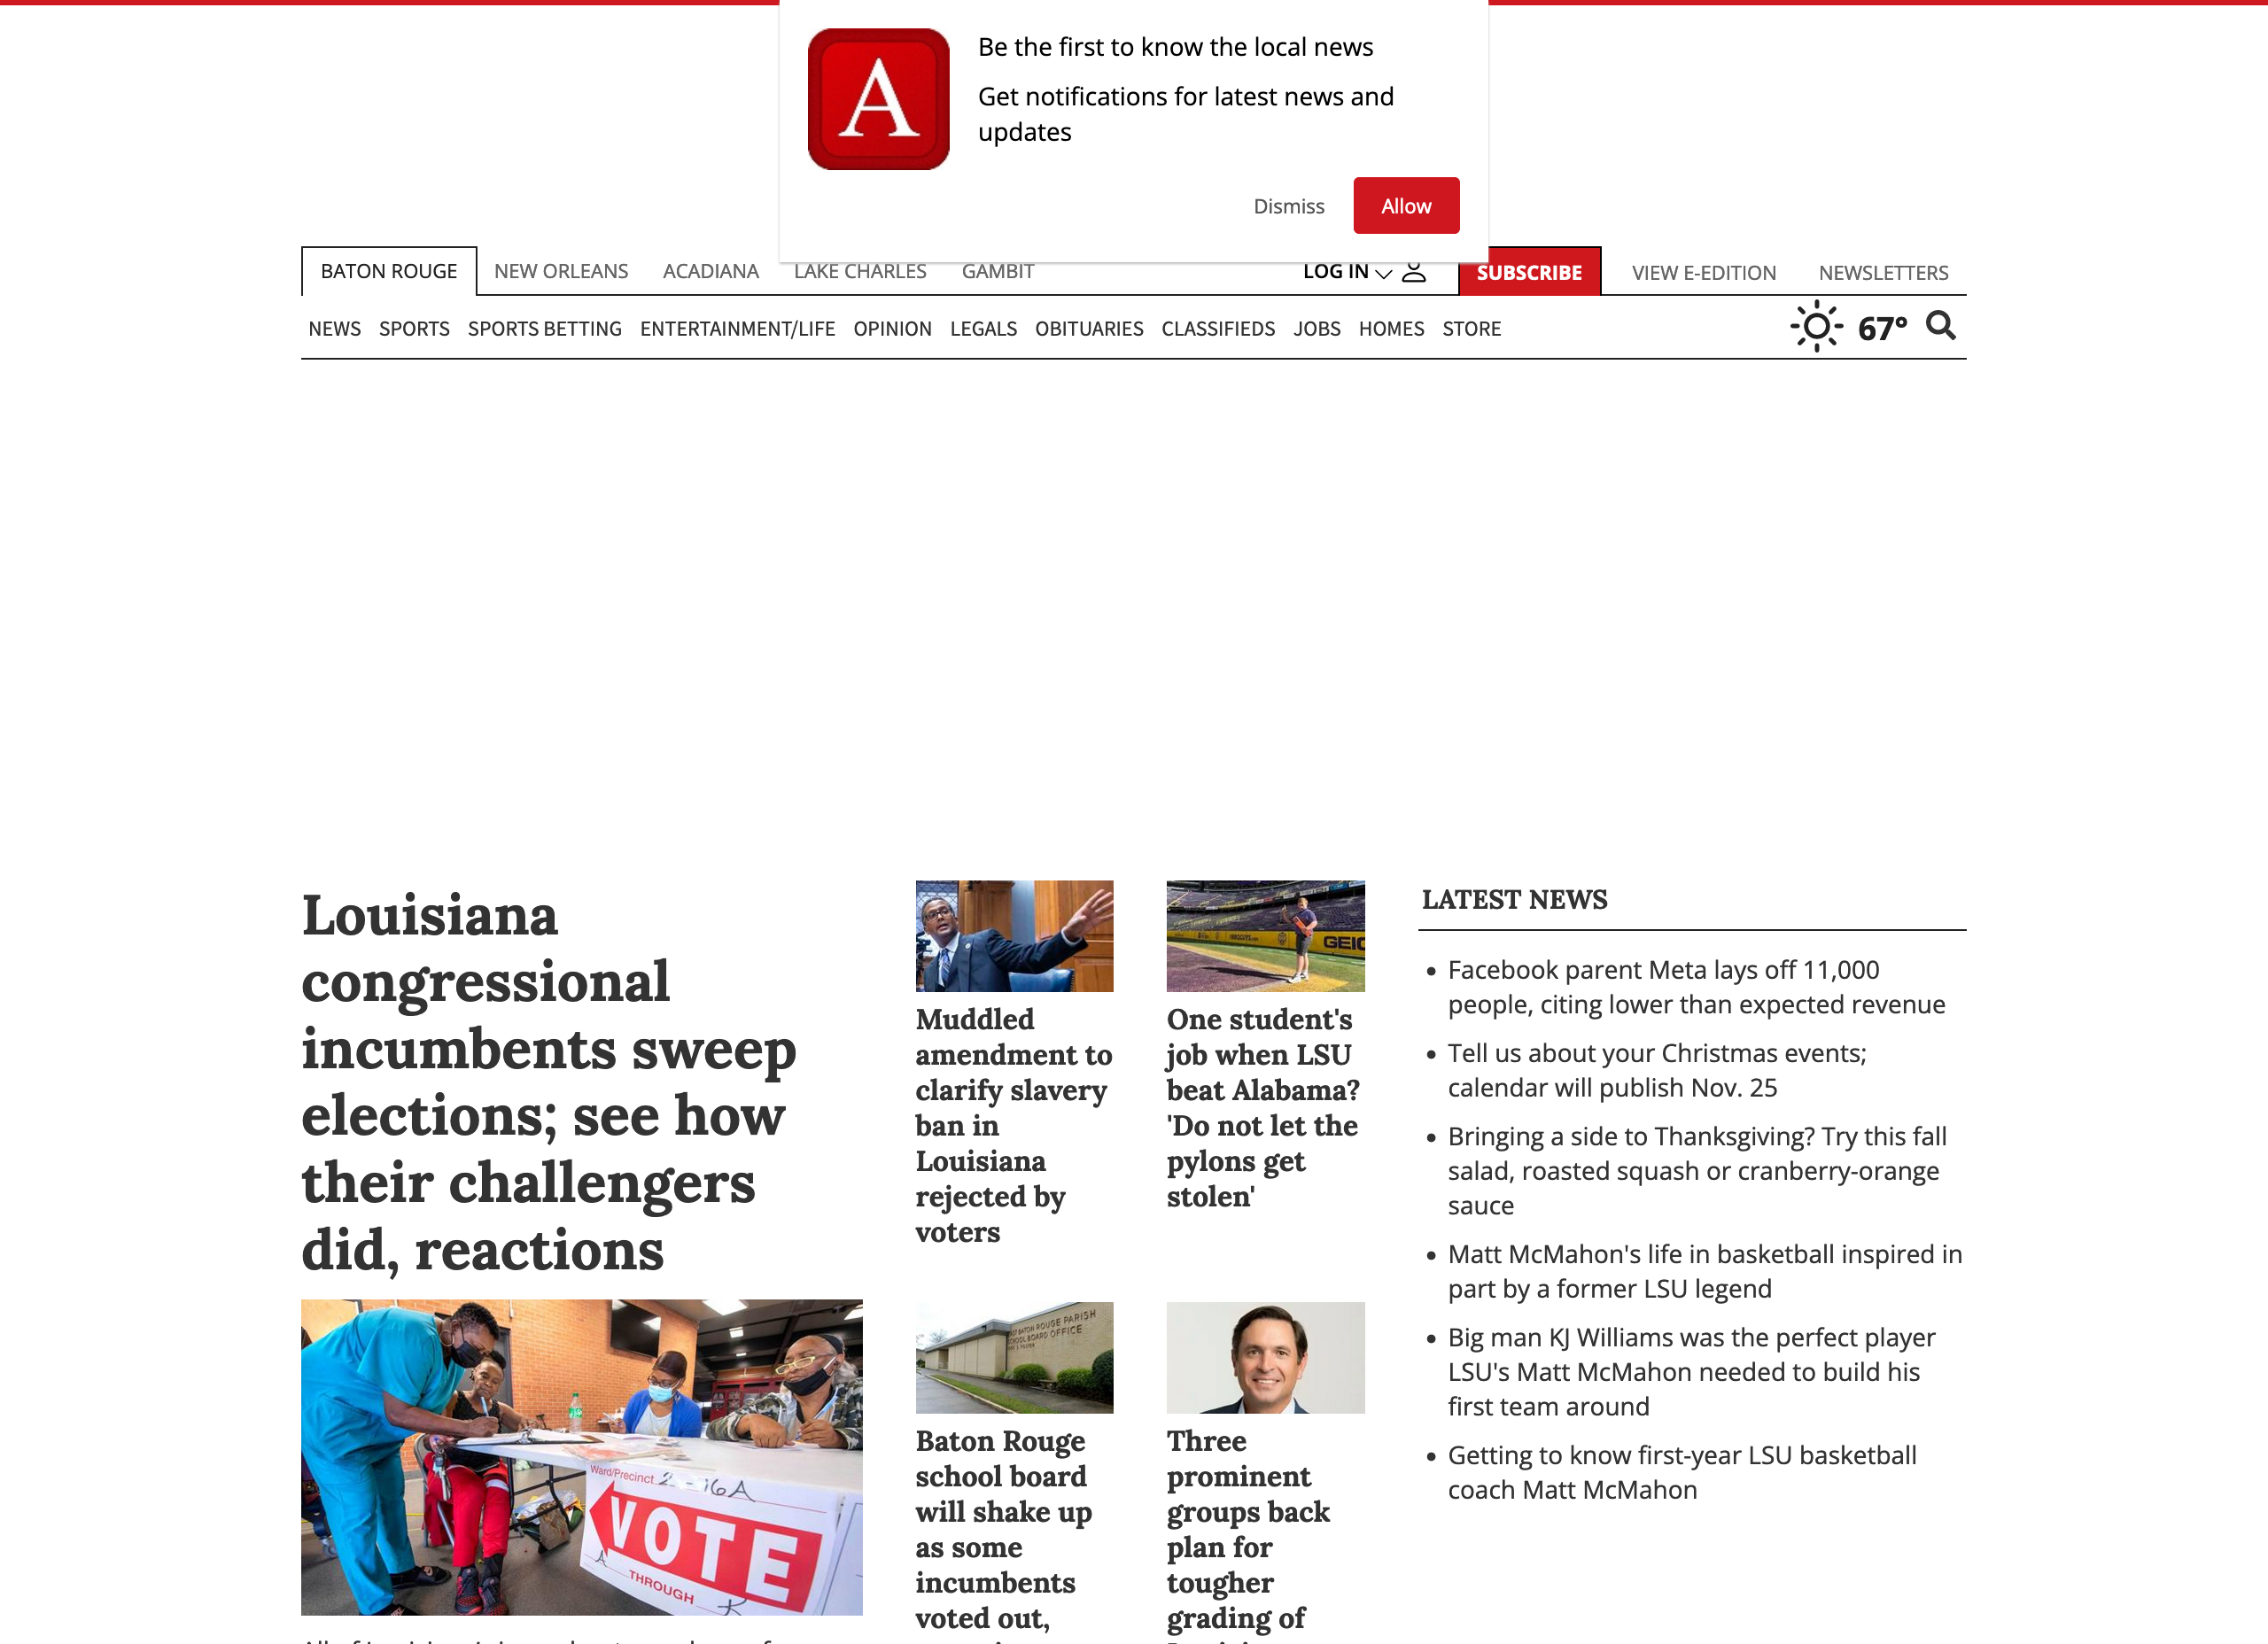 A
Be the first to know the local news
Get notifications for latest news and
updates
Dismiss
Allow
BATON ROUGE
NEW ORLEANS
ACADIANA
LAKE CHARLES
GAMBIT
LOG IN
SUBSCRIBE
VIEW E-EDITION
NEWSLETTERS
NEWS
SPORTS
SPORTS BETTING
ENTERTAINMENT/LIFE
OPINION
LEGALS
OBITUARIES
CLASSIFIEDS
JOBS
HOMES
STORE
67°
Louisiana
congressional
incumbents sweep
elections; see how
their challengers
did, reactions
Ward/Precinct 2-16A
VOTE
A
THROUGH K
Muddled
amendment to
clarify slavery
ban in
Louisiana
rejected by
voters
GEIC
One student's
job when LSU
beat Alabama?
'Do not let the
pylons get
stolen'
EAST BATON ROUGE PARISH
SCHOOL BOARD OFFICE
Baton Rouge
school board
will shake up
as some
incumbents
voted out,
Three
prominent
groups back
plan for
tougher
grading of
LATEST NEWS
Facebook parent Meta lays off 11,000
people, citing lower than expected revenue
Tell us about your Christmas events;
calendar will publish Nov. 25
Bringing a side to Thanksgiving? Try this fall
salad, roasted squash or cranberry-orange
sauce
Matt McMahon's life in basketball inspired in
part by a former LSU legend
Big man KJ Williams was the perfect player
LSU's Matt McMahon needed to build his
first team around
Getting to know first-year LSU basketball
coach Matt McMahon